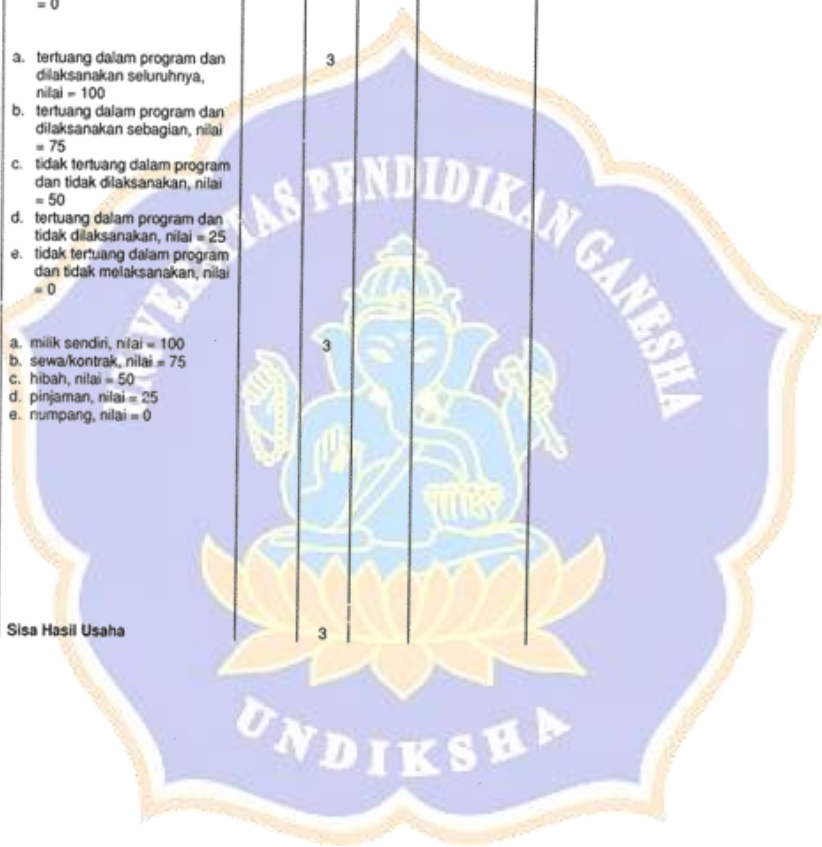 = 0
a. tertuang dalam program dan
dilaksanakan seluruhnya,
nilai = 100
3
b. tertuang dalam program dan
dilaksanakan sebagian, nilai
= 75
c. tidak tertuang dalam program
dan tidak dilaksanakan, nilai
= 50
d. tertuang dalam program dan
tidak dilaksanakan, nilai = 25
e. tidak tertuang dalam program
dan tidak melaksanakan, nilai
= 0
a. milik sendiri, nilai = 100
3
b. sewa/kontrak, nilai = 75
c. hibah, nilai = 50
d. pinjaman, nilai = 25
e. numpang, nilai = 0
Sisa Hasil Usaha
3
PENDIDIKAN GANESHA
UNDIKSHA